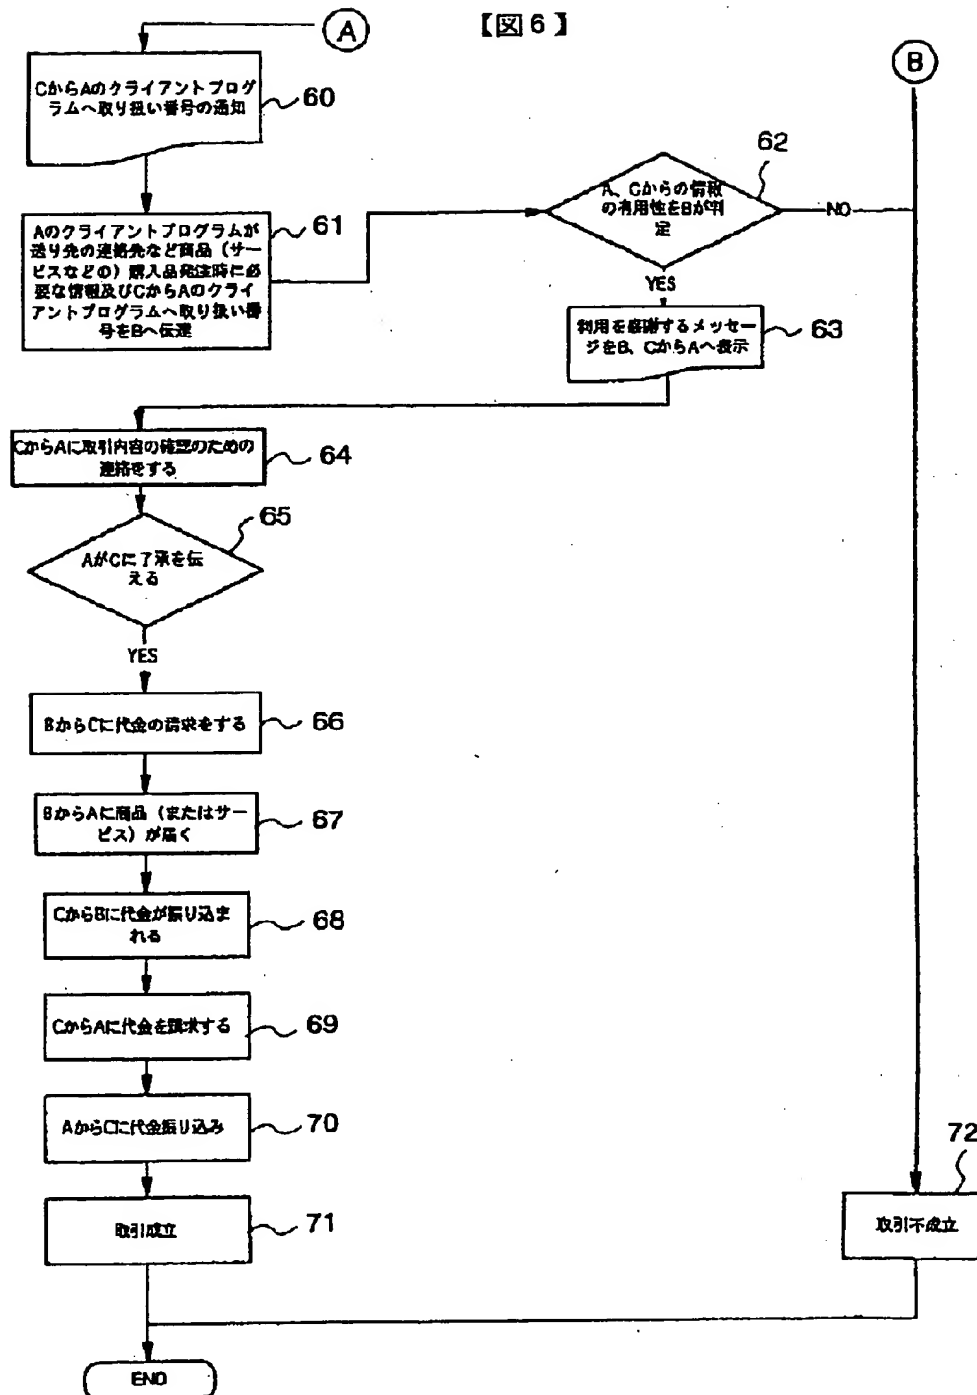 【図6】
A
B
CからAのクライアントプログ
ラムへ取り扱い番号の通知
60
Aのクライアントプログラムが
送り先の連絡先など商品(サー
ビスなどの)購入品発注時に必
要な情報及びCからAのクライ
アントプログラムへ取り扱い番
号をBへ伝達
61
A、Cからの情報
の有用性をBが判
定
62
NO
YES
利用を感謝するメッセー
ジをB、CからAへ表示
63
CからAに取引内容の確認のための
連絡をする
64
AがCに了承を伝
える
65
YES
BからCに代金の請求をする
66
BからAに商品(またはサー
ビス)が届く
67
CからBに代金が振り込ま
れる
68
CからAに代金を請求する
69
AからCに代金振り込み
70
取引成立
71
取引不成立
72
END